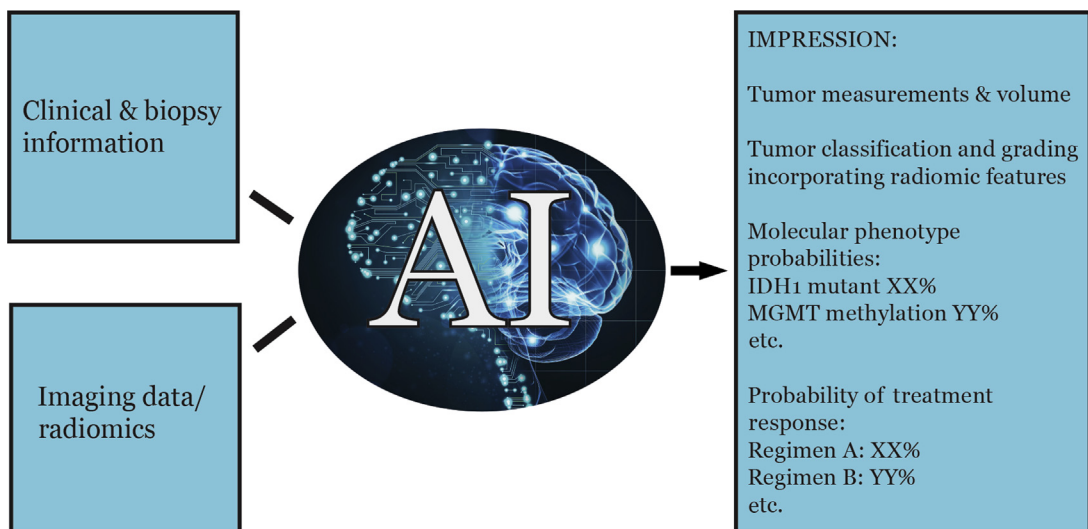 Clinical & biopsy
information
Imaging data/
radiomics
AI
IMPRESSION:
Tumor measurements & volume
Tumor classification and grading
incorporating radiomic features
Molecular phenotype
probabilities:
IDH1 mutant XX%
MGMT methylation YY%
etc.
Probability of treatment
response:
Regimen A: XX%
Regimen B: YY%
etc.